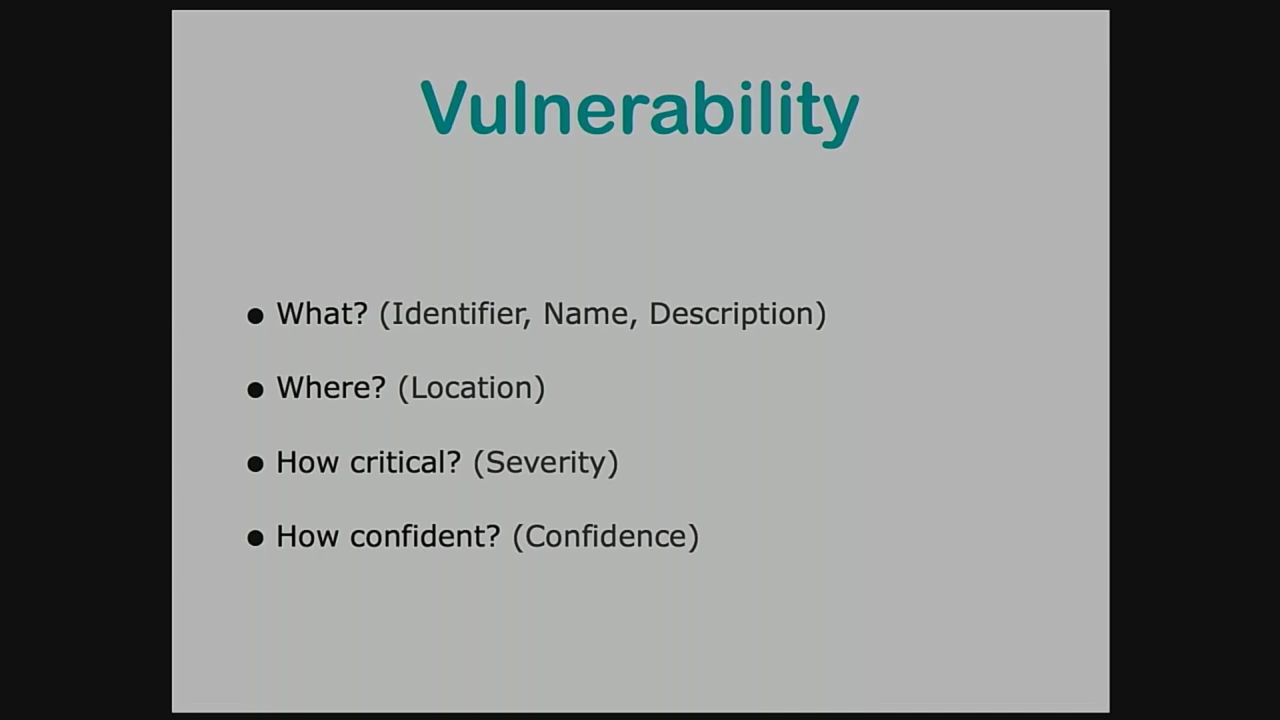 Vulnerability
● What? (Identifier, Name, Description)
● Where? (Location)
● How critical? (Severity)
● How confident? (Confidence)